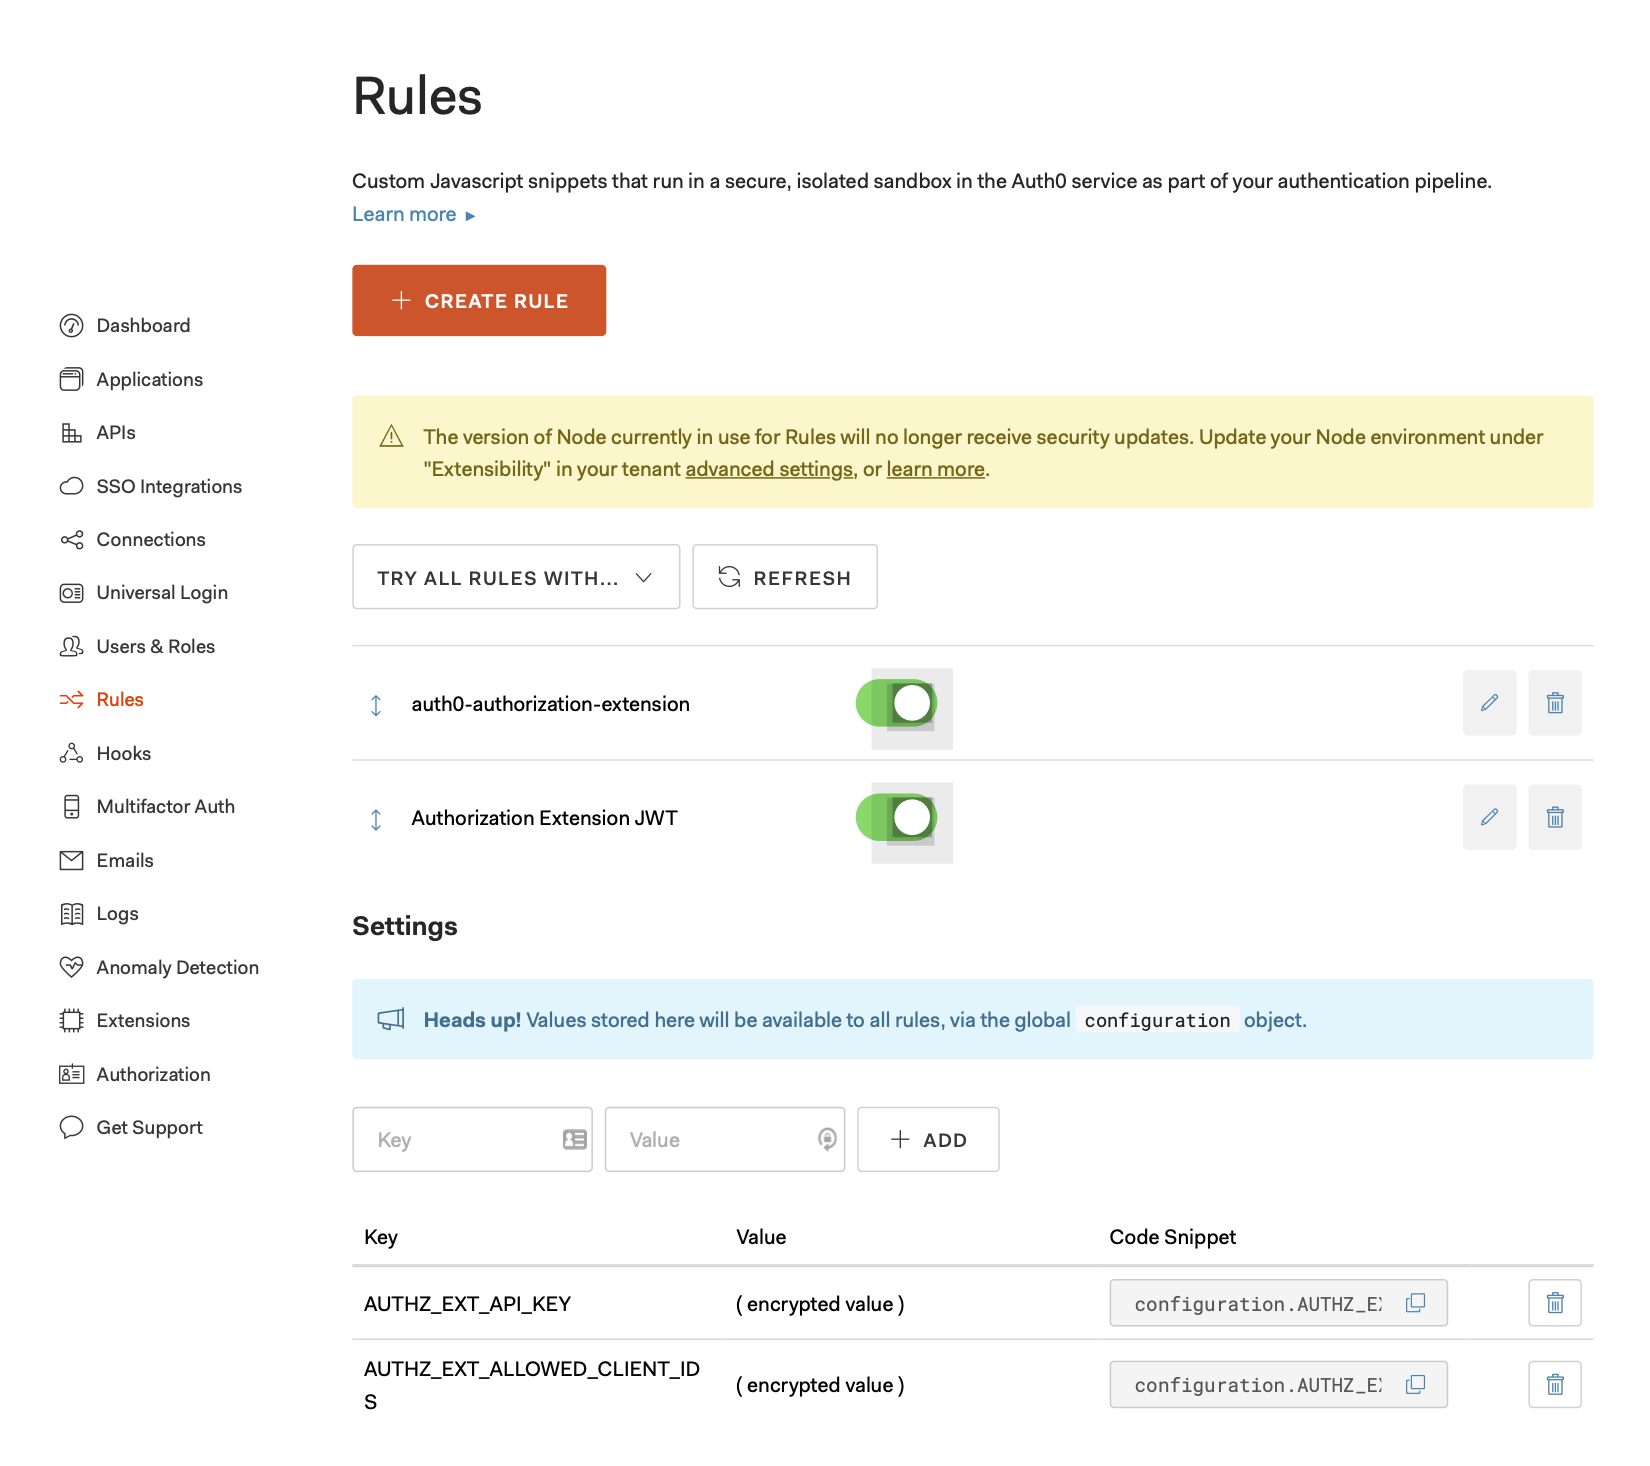 Rules
Custom Javascript snippets that run in a secure, isolated sandbox in the Auth0 service as part of your authentication pipeline.
Learn more ▸
+ CREATE RULE
Dashboard
Applications
APIs
SSO Integrations
Connections
Universal Login
Users & Roles
Rules
Hooks
Multifactor Auth
Emails
Logs
Anomaly Detection
Extensions
Authorization
Get Support
The version of Node currently in use for Rules will no longer receive security updates. Update your Node environment under
"Extensibility" in your tenant advanced settings, or learn more.
TRY ALL RULES WITH... REFRESH
auth0-authorization-extension
Authorization Extension JWT
Settings
Heads up! Values stored here will be available to all rules, via the global configuration object.
Key Value + ADD
Key Value Code Snippet
AUTHZ_EXT_API_KEY ( encrypted value ) configuration.AUTHZ_E
AUTHZ_EXT_ALLOWED_CLIENT_ID
S ( encrypted value ) configuration.AUTHZ_E